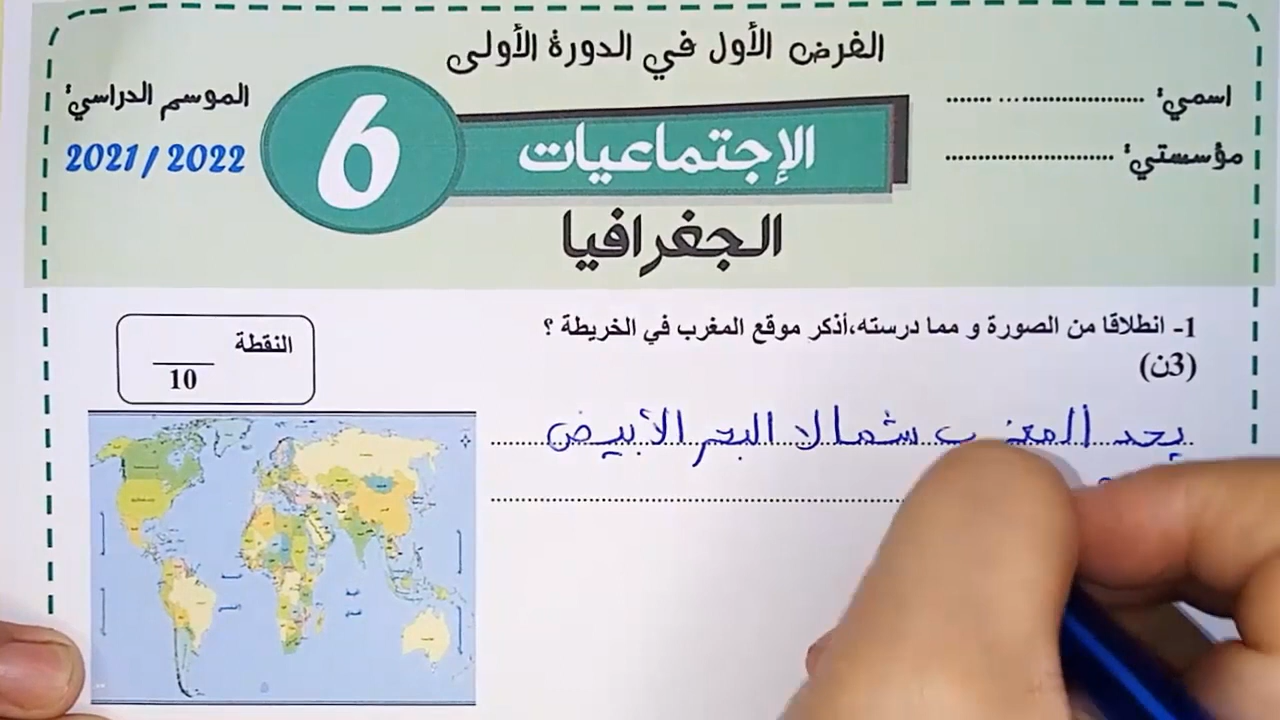 الفرض الأول في الدورة الأولى
اسمي: ..............................
مؤسستي: ..............................
الإجتماعيات
6
الموسم الدراسي:
2021/2022
الجغرافيا
1- انطلاقا من الصورة و مما درسته،أذكر موقع المغرب في الخريطة ؟
(3ن)
النقطة
10
يحد المغرب شمالا البحر الأبيض